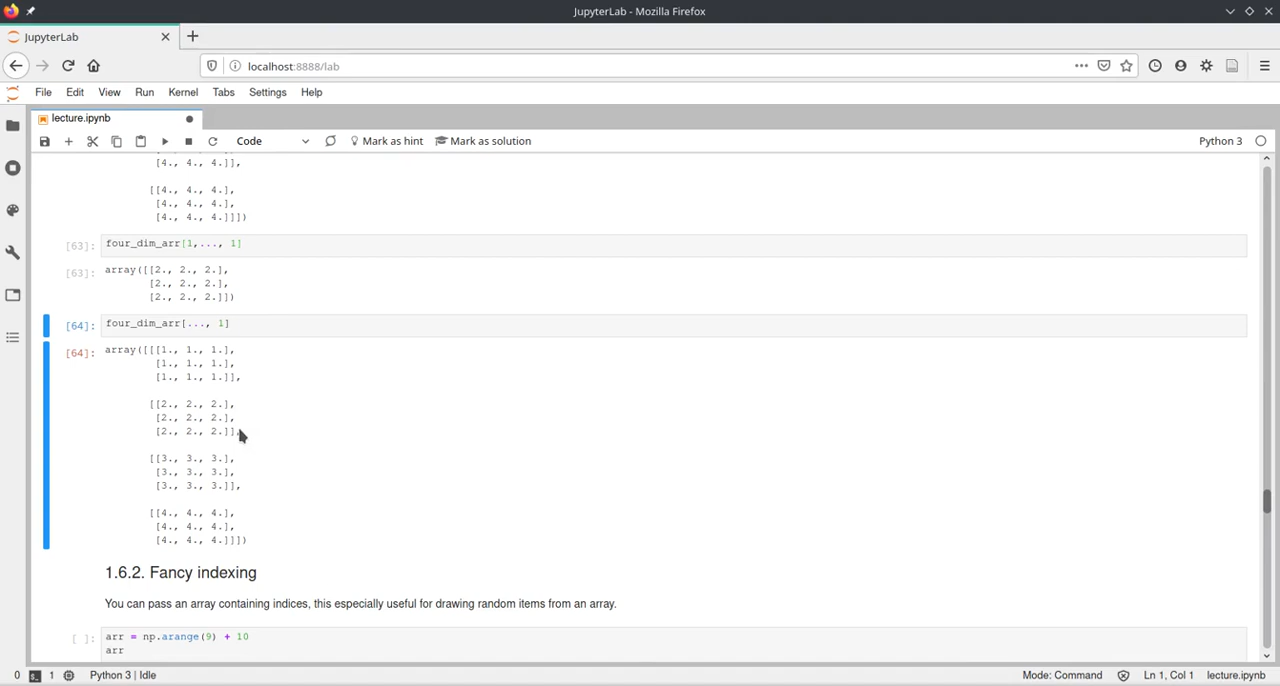 JupyterLab - Mozilla Firefox
JupyterLab
localhost:8888/lab
File Edit View Run Kernel Tabs Settings Help
lecture.ipynb
Code Mark as hint Mark as solution Python 3
[4., 4., 4.]],
[[4., 4., 4.],
[4., 4., 4.],
[4., 4., 4.]]])
[63]: four_dim_arr[1,..., 1]
[63]: array([[2., 2., 2.],
[2., 2., 2.],
[2., 2., 2.]])
[64]: four_dim_arr[..., 1]
[64]: array([[[1., 1., 1.],
[1., 1., 1.],
[1., 1., 1.]],
[[2., 2., 2.],
[2., 2., 2.],
[2., 2., 2.]],
[[3., 3., 3.],
[3., 3., 3.],
[3., 3., 3.]],
[[4., 4., 4.],
[4., 4., 4.],
[4., 4., 4.]]])
1.6.2. Fancy indexing
You can pass an array containing indices, this especially useful for drawing random items from an array.
[ ]: arr = np.arange(9) + 10
arr
0 1 Python 3 | Idle Mode: Command Ln 1, Col 1 lecture.ipynb